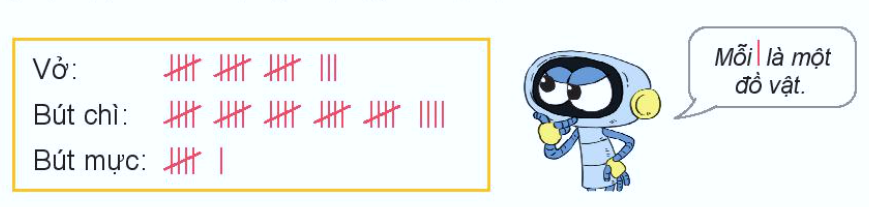 Vở:
Bút chì:
Bút mực:
Mỗi | là một
đồ vật.